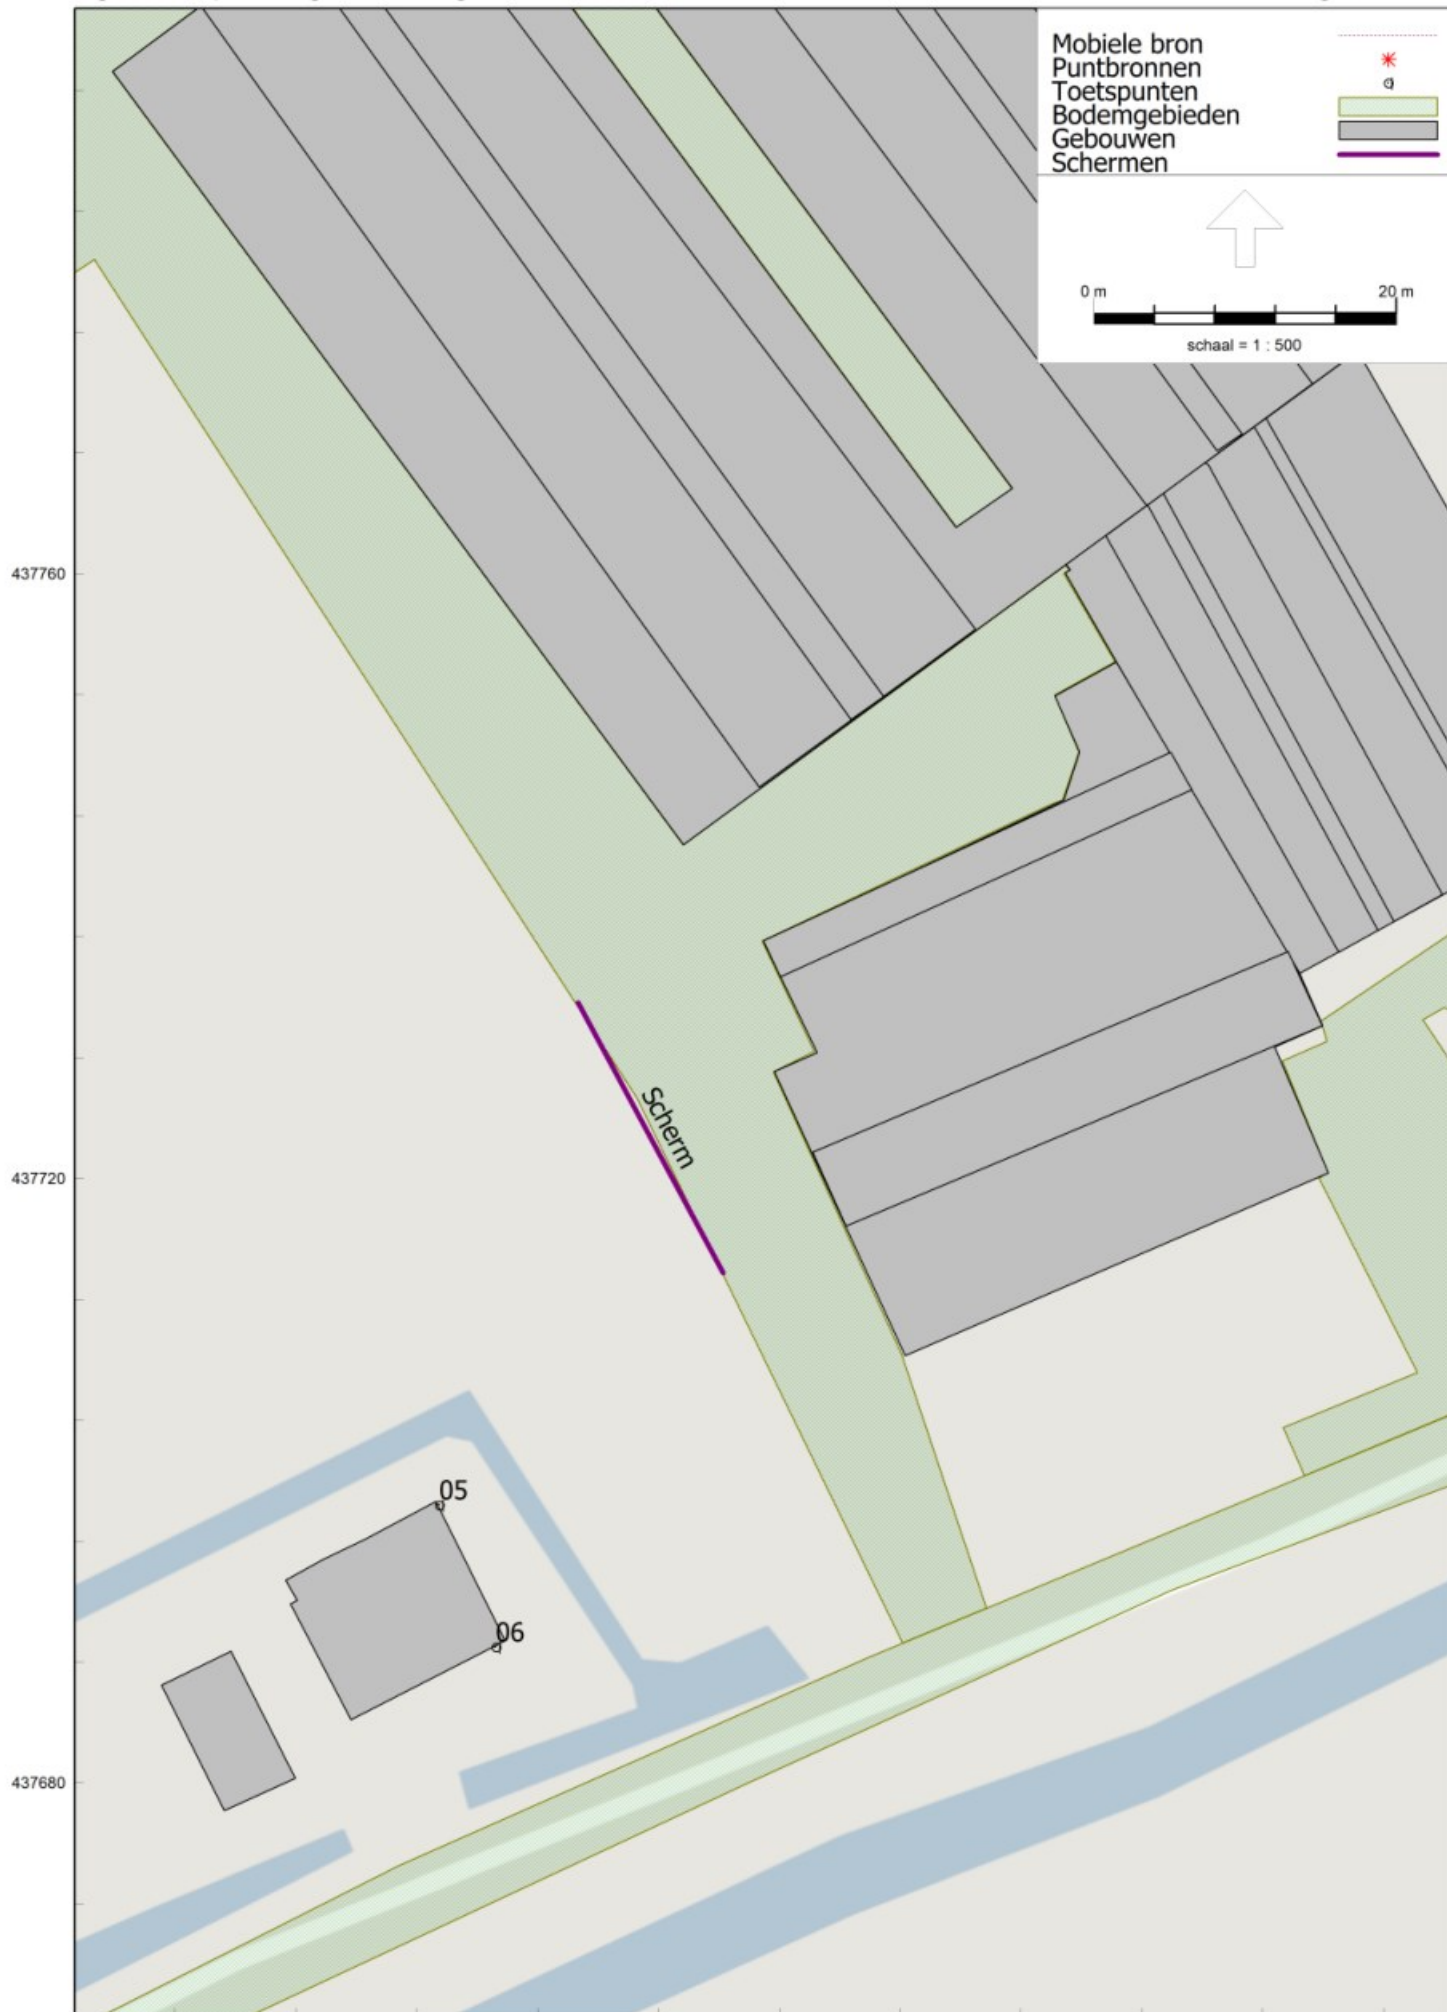 Mobiele bron
Puntbronnen
Toetspunten
Bodemgebieden
Gebouwen
Schermen
0 m 20 m
schaal = 1 : 500
437760
Scherm
437720
05
06
437680